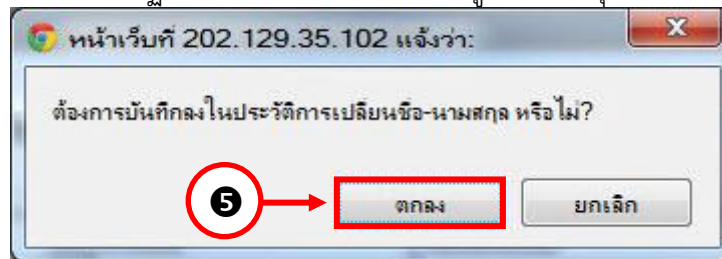 หน้าเว็บที่ 202.129.35.102 แจ้งว่า:
ต้องการบันทึกลงในประวัติการเปลี่ยนชื่อ-นามสกุล หรือไม่?
❺ ตกลง ยกเลิก